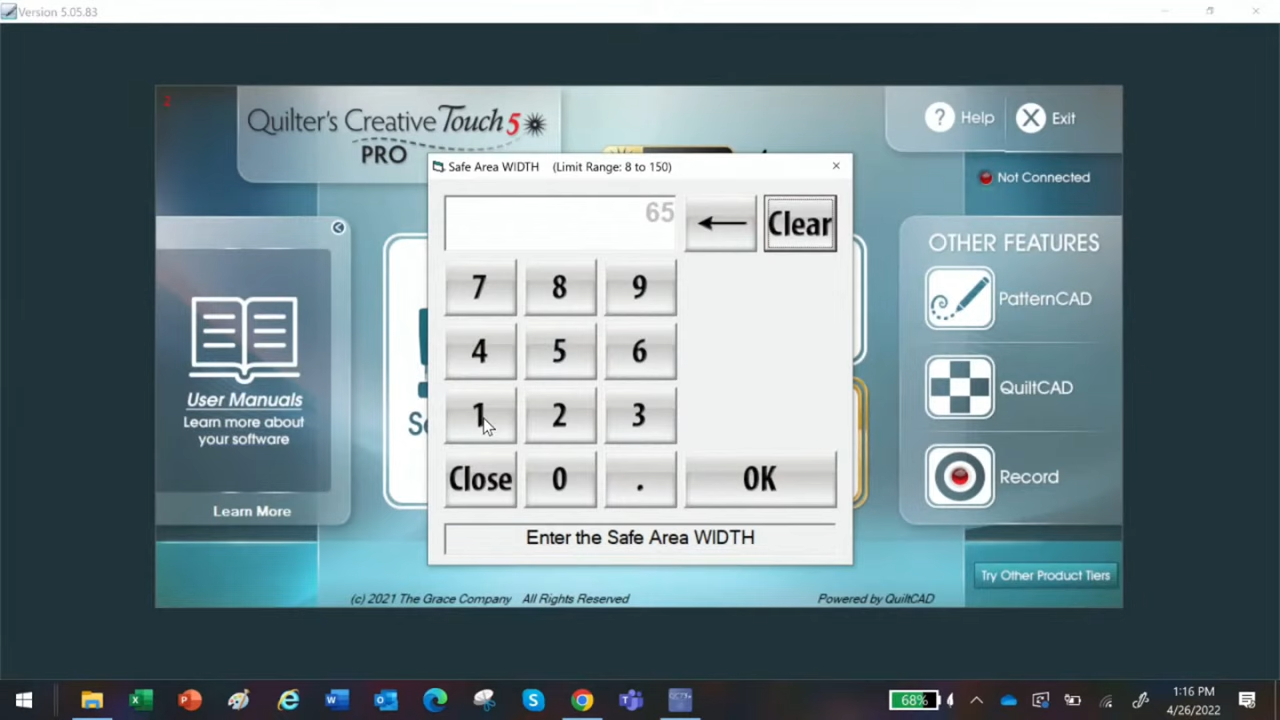 Version 5.05.83
2
Quilter's Creative Touch 5
PRO
Help
Exit
Not Connected
Safe Area WIDTH (Limit Range: 8 to 150)
65
Clear
7 8 9
4 5 6
1 2 3
Close 0 . OK
Enter the Safe Area WIDTH
User Manuals
Learn more about
your software
Learn More
OTHER FEATURES
PatternCAD
QuiltCAD
Record
Try Other Product Tiers
(c) 2021 The Grace Company All Rights Reserved
Powered by QuiltCAD
68%
1:16 PM
4/26/2022